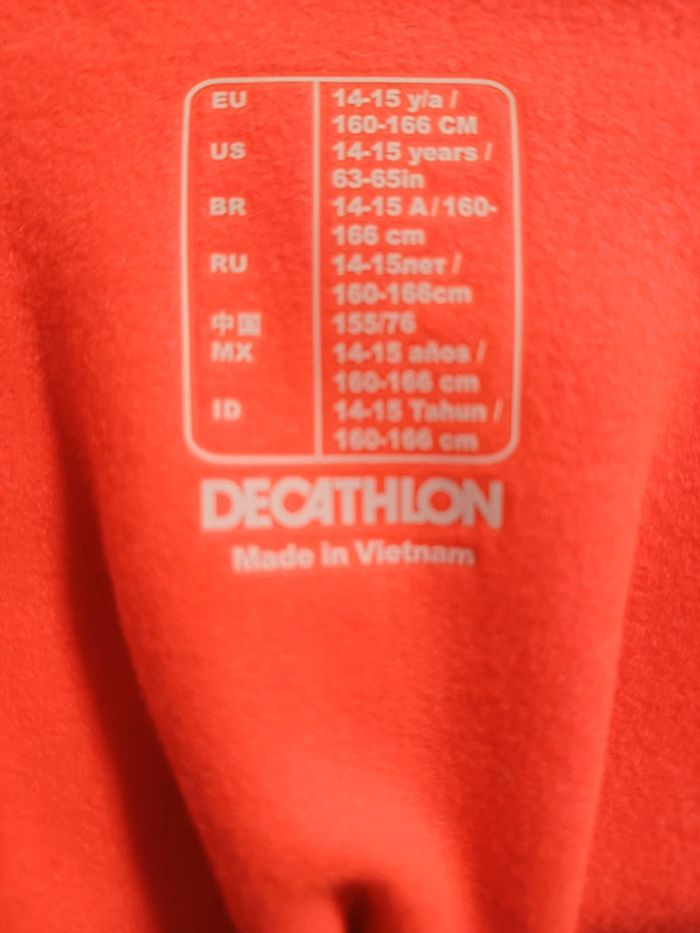 EU 14-15 y/a /
160-166 CM
US 14-15 years /
63-65in
BR 14-15 A/160-
166 cm
RU 14-15лет /
160-166cm
中国 155/76
MX 14-15 años /
160-166 cm
ID 14-15 Tahun /
160-166 cm
DECATHLON
Made in Vietnam